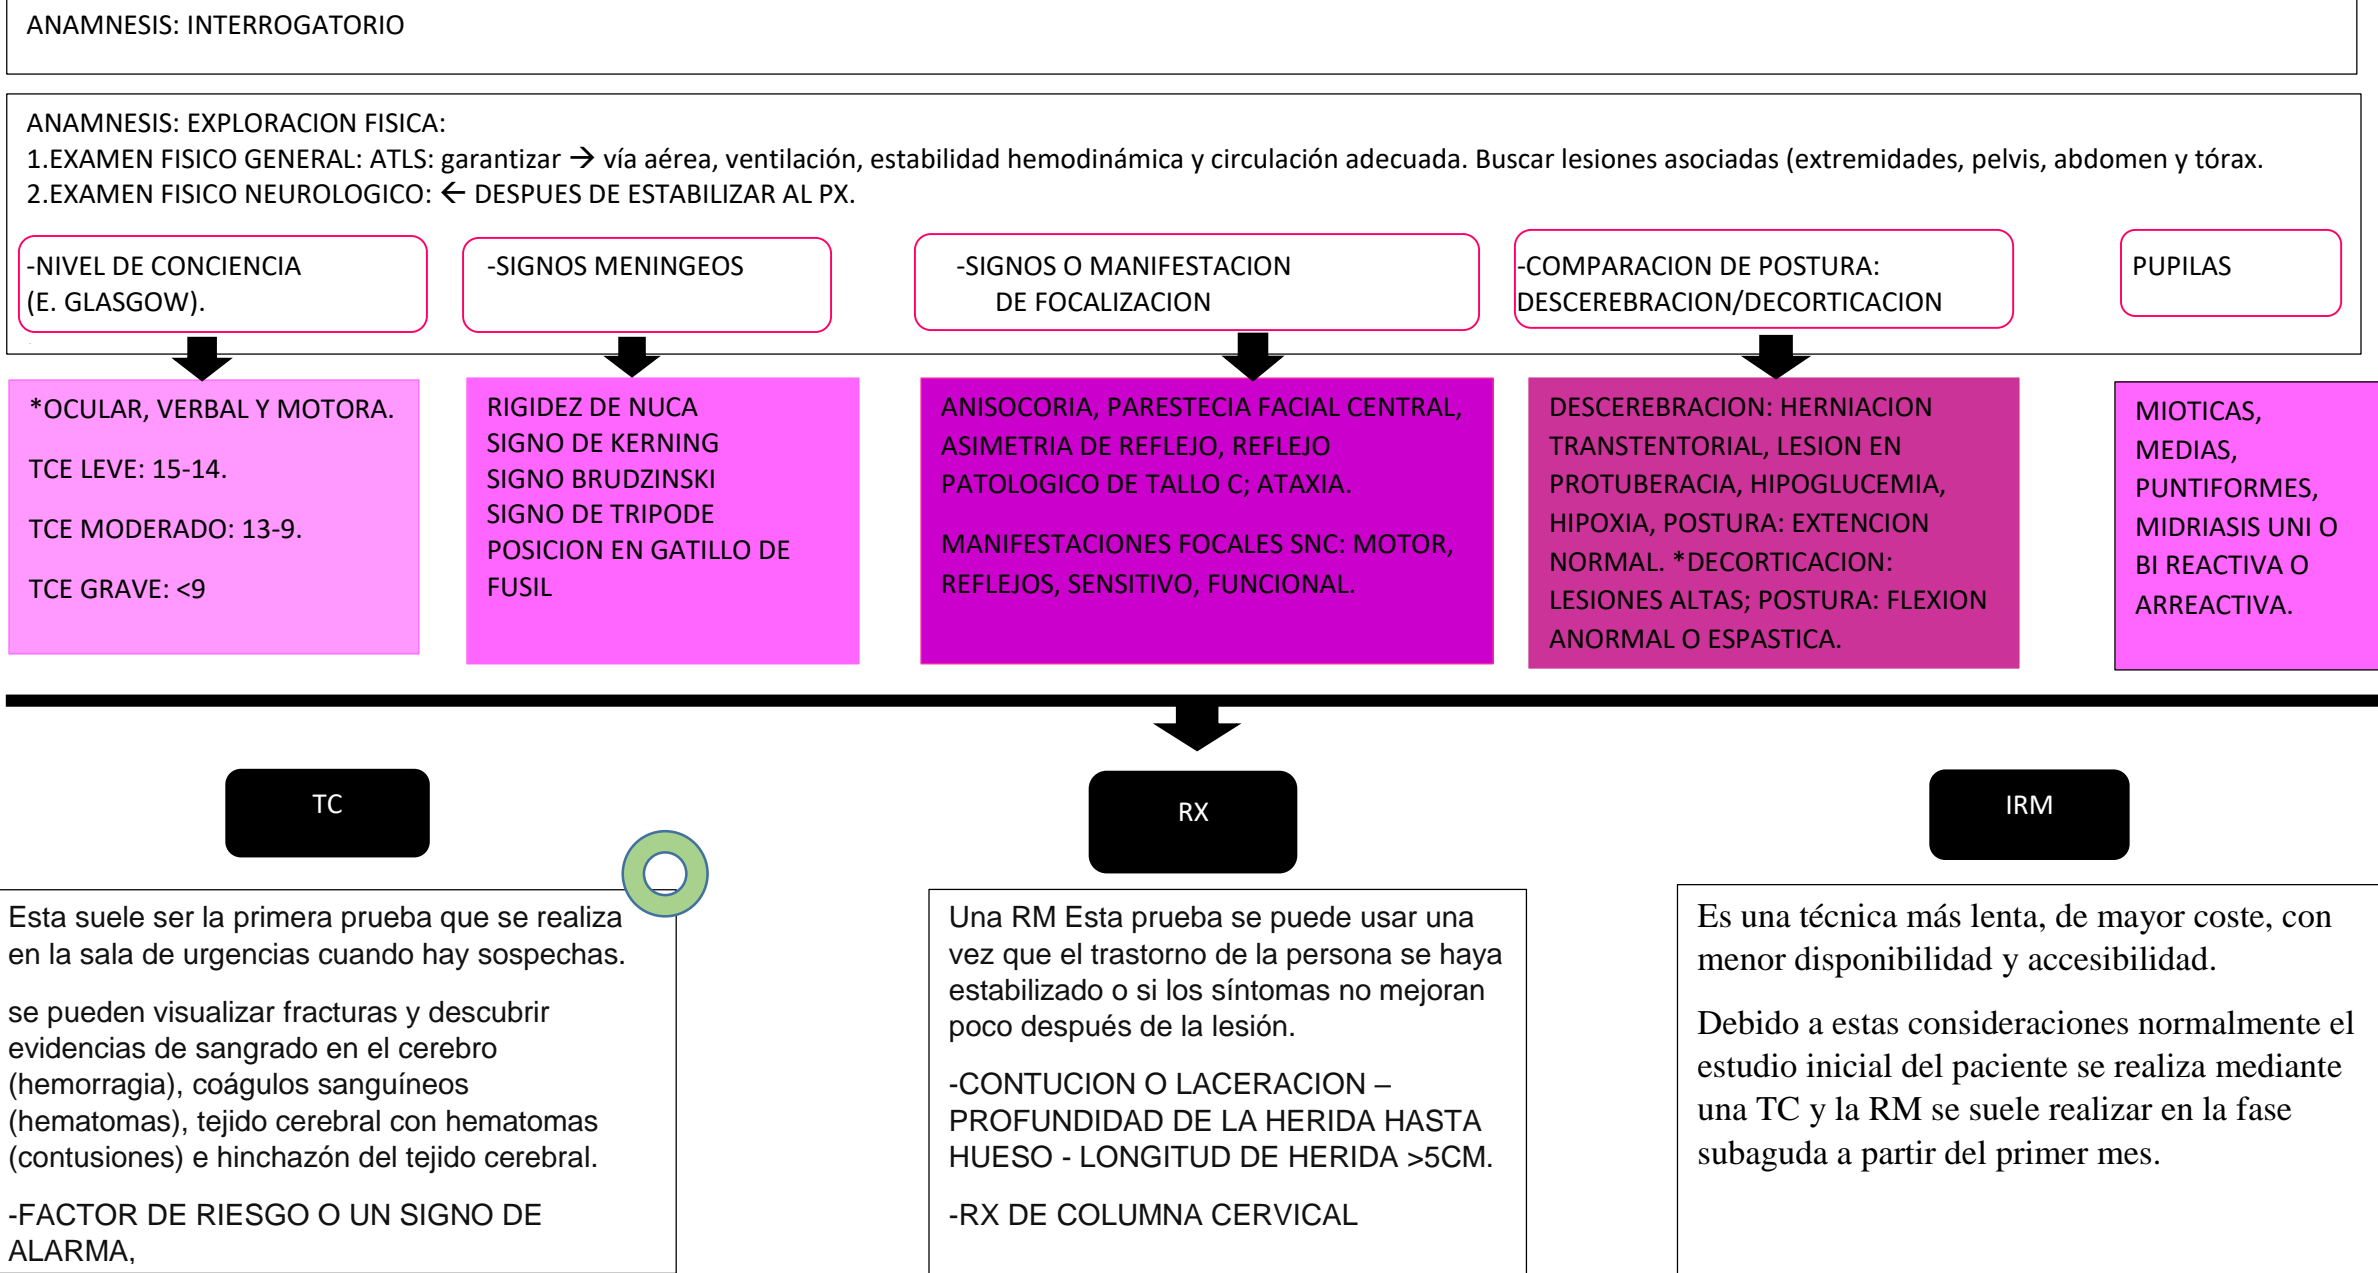 ANAMNESIS: INTERROGATORIO
ANAMNESIS: EXPLORACION FISICA:
1.EXAMEN FISICO GENERAL: ATLS: garantizar → vía aérea, ventilación, estabilidad hemodinámica y circulación adecuada. Buscar lesiones asociadas (extremidades, pelvis, abdomen y tórax.
2.EXAMEN FISICO NEUROLOGICO: ← DESPUES DE ESTABILIZAR AL PX.
-NIVEL DE CONCIENCIA
(E. GLASGOW).
-SIGNOS MENINGEOS
-SIGNOS O MANIFESTACION
DE FOCALIZACION
-COMPARACION DE POSTURA:
DESCEREBRACION/DECORTICACION
PUPILAS
*OCULAR, VERBAL Y MOTORA.
TCE LEVE: 15-14.
TCE MODERADO: 13-9.
TCE GRAVE: <9
RIGIDEZ DE NUCA
SIGNO DE KERNING
SIGNO BRUDZINSKI
SIGNO DE TRIPODE
POSICION EN GATILLO DE
FUSIL
ANISOCORIA, PARESTECIA FACIAL CENTRAL,
ASIMETRIA DE REFLEJO, REFLEJO
PATOLOGICO DE TALLO C; ATAXIA.
MANIFESTACIONES FOCALES SNC: MOTOR,
REFLEJOS, SENSITIVO, FUNCIONAL.
DESCEREBRACION: HERNIACION
TRANSTENTORIAL, LESION EN
PROTUBERACIA, HIPOGLUCEMIA,
HIPOXIA, POSTURA: EXTENCION
NORMAL. *DECORTICACION:
LESIONES ALTAS; POSTURA: FLEXION
ANORMAL O ESPASTICA.
MIOTICAS,
MEDIAS,
PUNTIFORMES,
MIDRIASIS UNI O
BI REACTIVA O
ARREACTIVA.
TC
Esta suele ser la primera prueba que se realiza
en la sala de urgencias cuando hay sospechas.
se pueden visualizar fracturas y descubrir
evidencias de sangrado en el cerebro
(hemorragia), coágulos sanguíneos
(hematomas), tejido cerebral con hematomas
(contusiones) e hinchazón del tejido cerebral.
-FACTOR DE RIESGO O UN SIGNO DE
ALARMA,
RX
Una RM Esta prueba se puede usar una
vez que el trastorno de la persona se haya
estabilizado o si los síntomas no mejoran
poco después de la lesión.
-CONTUCION O LACERACION –
PROFUNDIDAD DE LA HERIDA HASTA
HUESO - LONGITUD DE HERIDA >5CM.
-RX DE COLUMNA CERVICAL
IRM
Es una técnica más lenta, de mayor coste, con
menor disponibilidad y accesibilidad.
Debido a estas consideraciones normalmente el
estudio inicial del paciente se realiza mediante
una TC y la RM se suele realizar en la fase
subaguda a partir del primer mes.